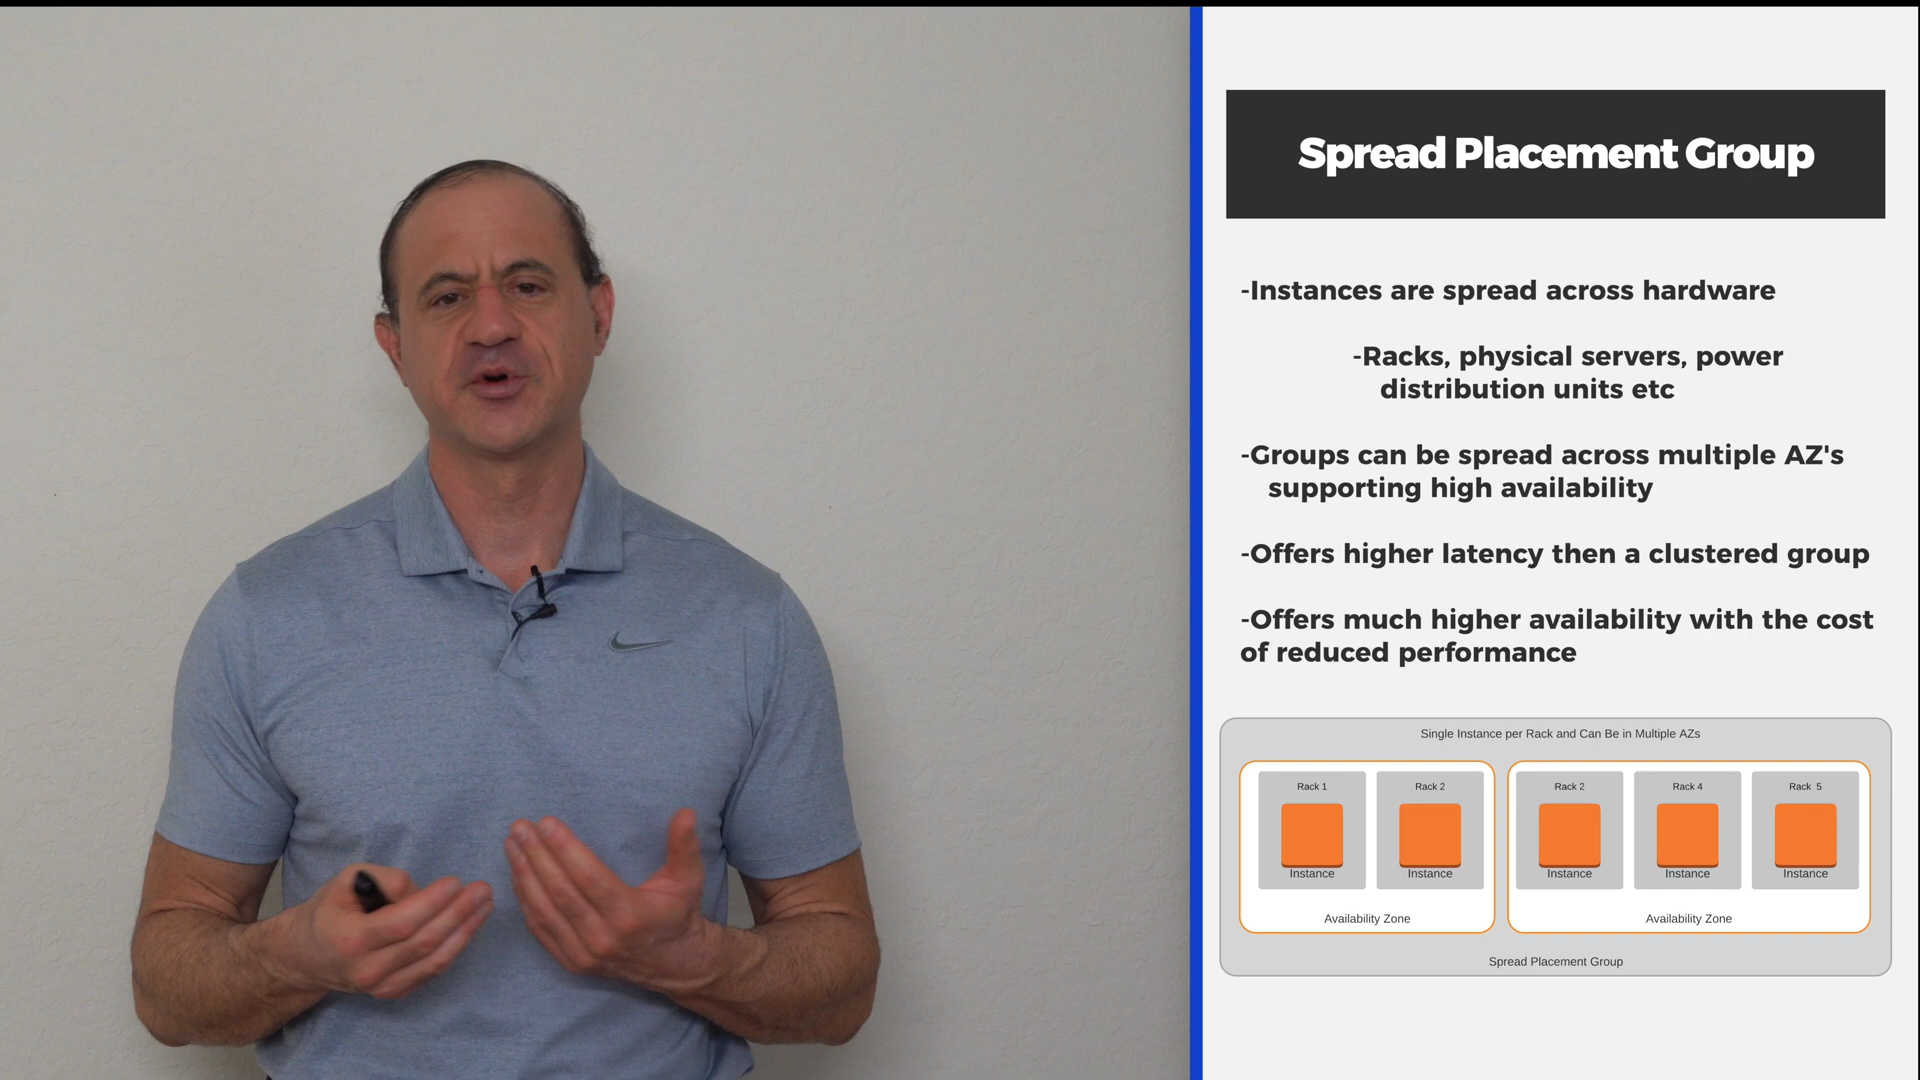 Spread Placement Group
-Instances are spread across hardware
-Racks, physical servers, power
distribution units etc
-Groups can be spread across multiple AZ's
supporting high availability
-Offers higher latency then a clustered group
-Offers much higher availability with the cost
of reduced performance
Single Instance per Rack and Can Be in Multiple AZs
Rack 1
Rack 2
Rack 2
Rack 4
Rack 5
Instance
Instance
Instance
Instance
Instance
Availability Zone
Availability Zone
Spread Placement Group